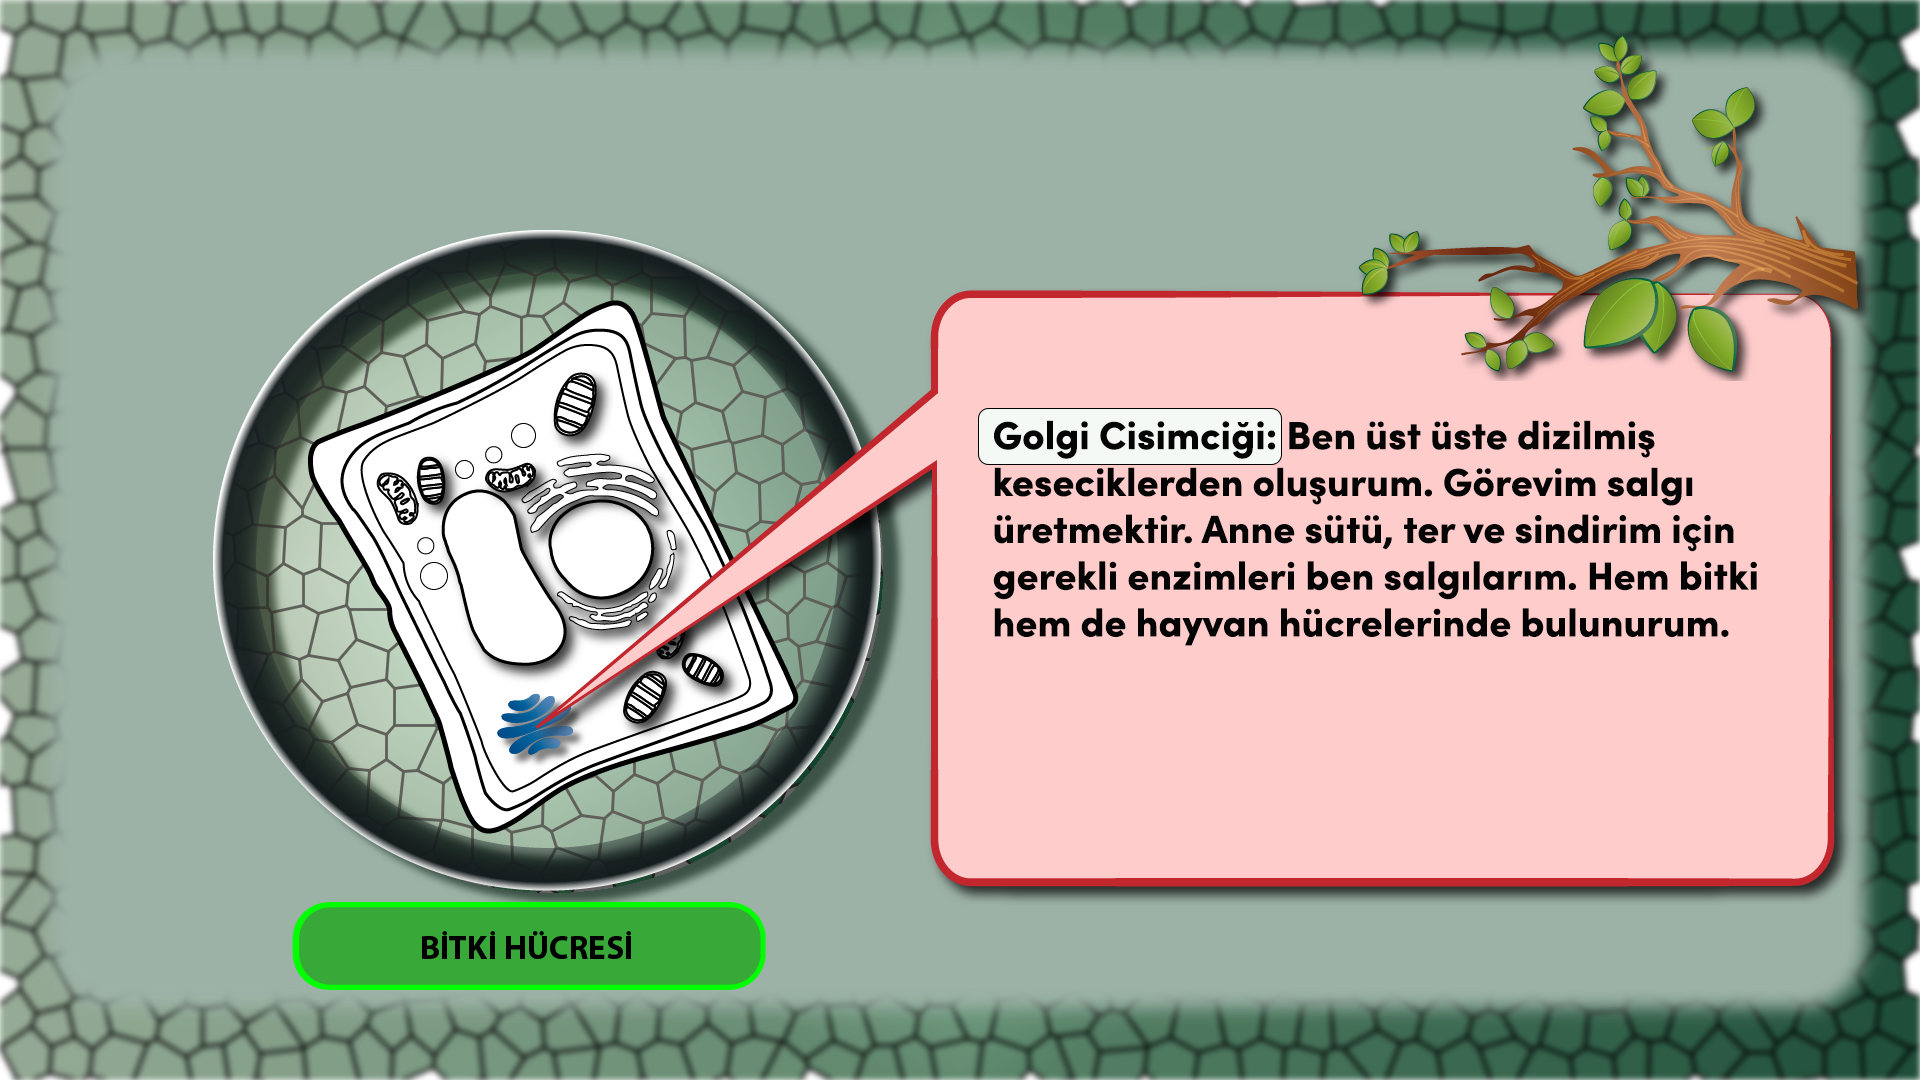 Golgi Cisimciği: Ben üst üste dizilmiş
keseciklerden oluşurum. Görevim salgı
üretmektir. Anne sütü, ter ve sindirim için
gerekli enzimleri ben salgılarım. Hem bitki
hem de hayvan hücrelerinde bulunurum.
BİTKİ HÜCRESİ